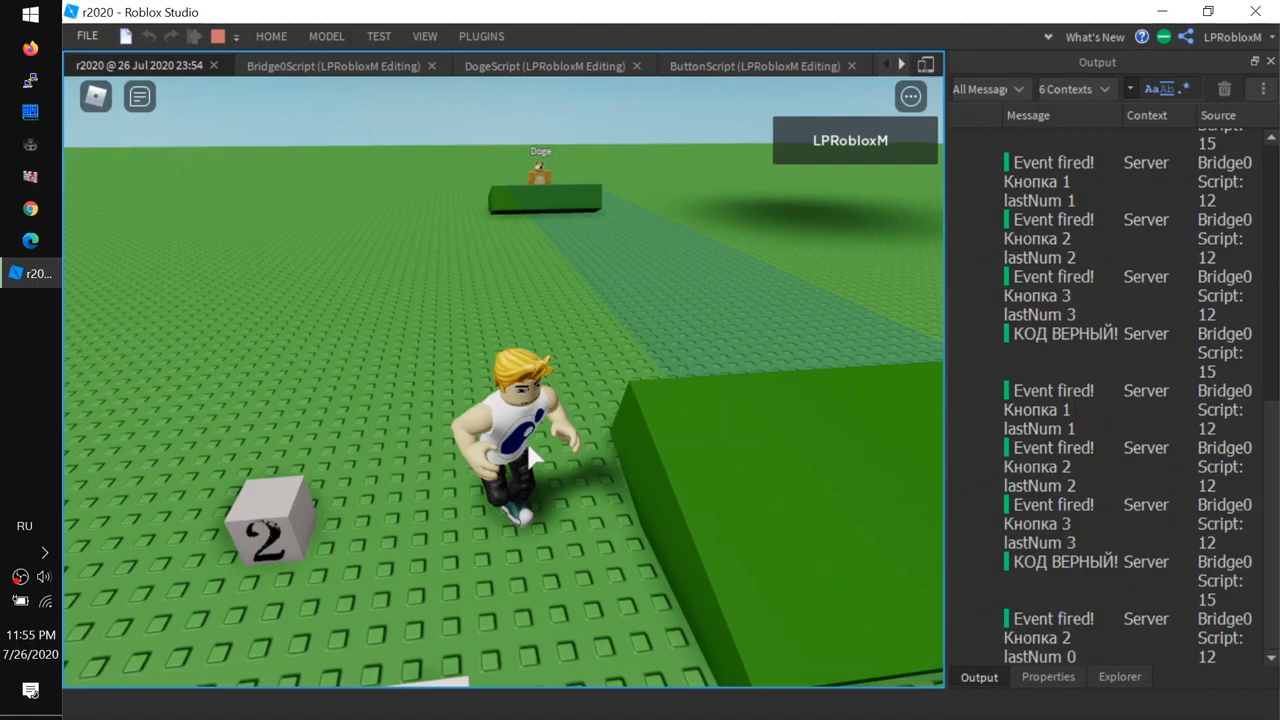 r2020 - Roblox Studio
FILE
HOME
MODEL
TEST
VIEW
PLUGINS
What's New
LPRobloxM
r2020 @ 26 Jul 2020 23:54
Bridge0Script (LPRobloxM Editing)
DogeScript (LPRobloxM Editing)
ButtonScript (LPRobloxM Editing)
Output
All Messag
6 Contexts
Message
Context
Source
Script:
15
Event fired! Server Bridge0
Кнопка 1 Script:
lastNum 1 12
Event fired! Server Bridge0
Кнопка 2 Script:
lastNum 2 12
Event fired! Server Bridge0
Кнопка 3 Script:
lastNum 3 12
КОД ВЕРНЫЙ! Server Bridge0
Script:
15
Event fired! Server Bridge0
Кнопка 1 Script:
lastNum 1 12
Event fired! Server Bridge0
Кнопка 2 Script:
lastNum 2 12
Event fired! Server Bridge0
Кнопка 3 Script:
lastNum 3 12
КОД ВЕРНЫЙ! Server Bridge0
Script:
15
Event fired! Server Bridge0
Кнопка 2 Script:
lastNum 0 12
Output
Properties
Explorer
LPRobloxM
Doge
2
r20...
RU
11:55 PM
7/26/2020